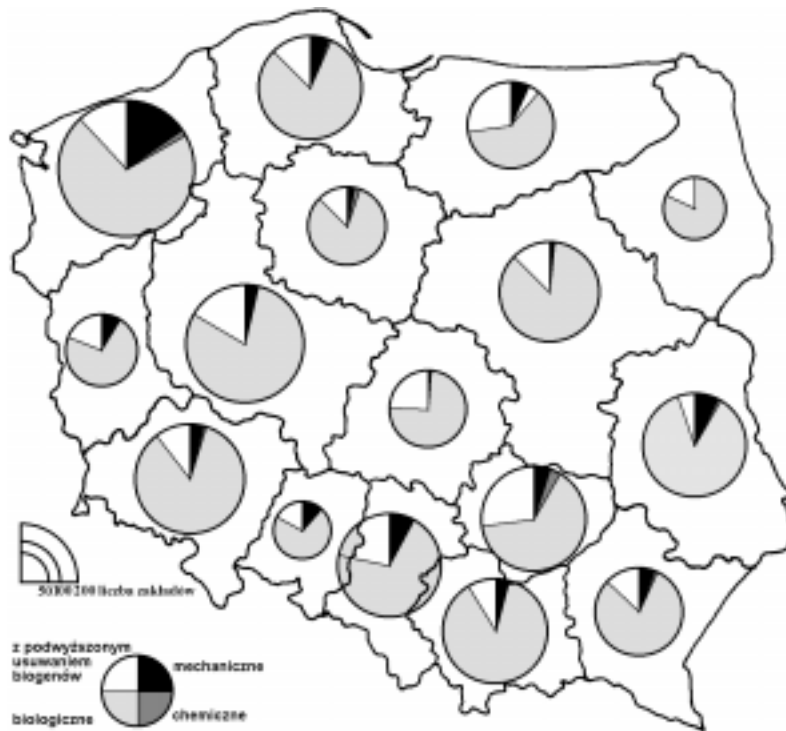 50 100 200 liczba zakładów
z podwyższonym
usuwaniem
biogenów
mechaniczne
biologiczne
chemiczne